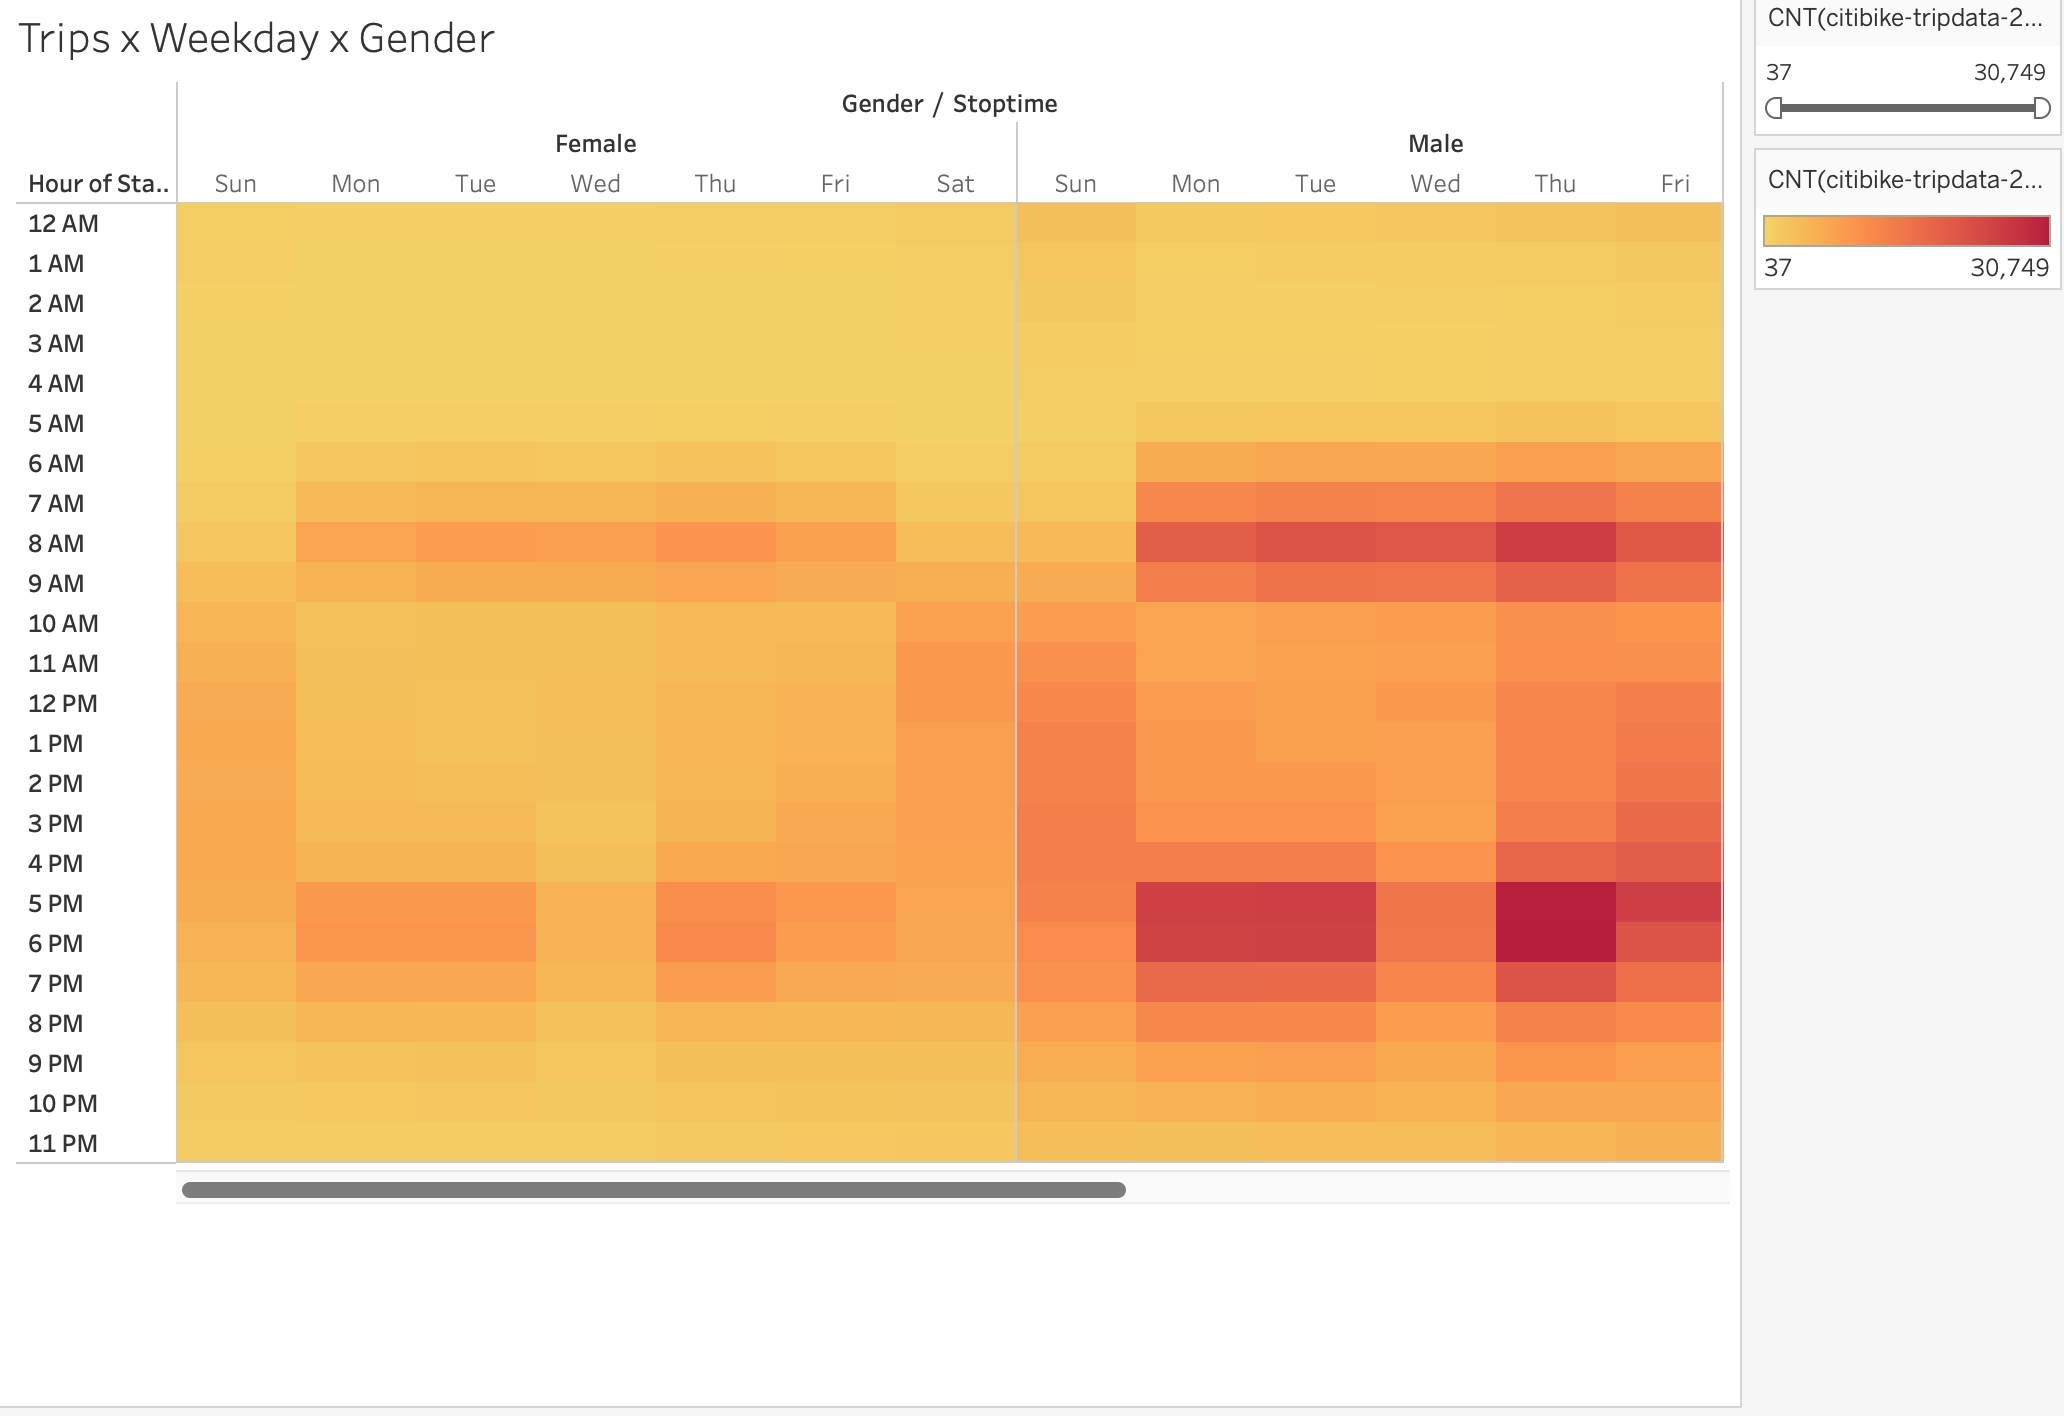 Trips x Weekday x Gender
Gender / Stoptime
Female Male
Hour of Sta.. Sun Mon Tue Wed Thu Fri Sat Sun Mon Tue Wed Thu Fri
12 AM
1 AM
2 AM
3 AM
4 AM
5 AM
6 AM
7 AM
8 AM
9 AM
10 AM
11 AM
12 PM
1 PM
2 PM
3 PM
4 PM
5 PM
6 PM
7 PM
8 PM
9 PM
10 PM
11 PM
CNT(citibike-tripdata-2...
37 30,749
CNT(citibike-tripdata-2...
37 30,749